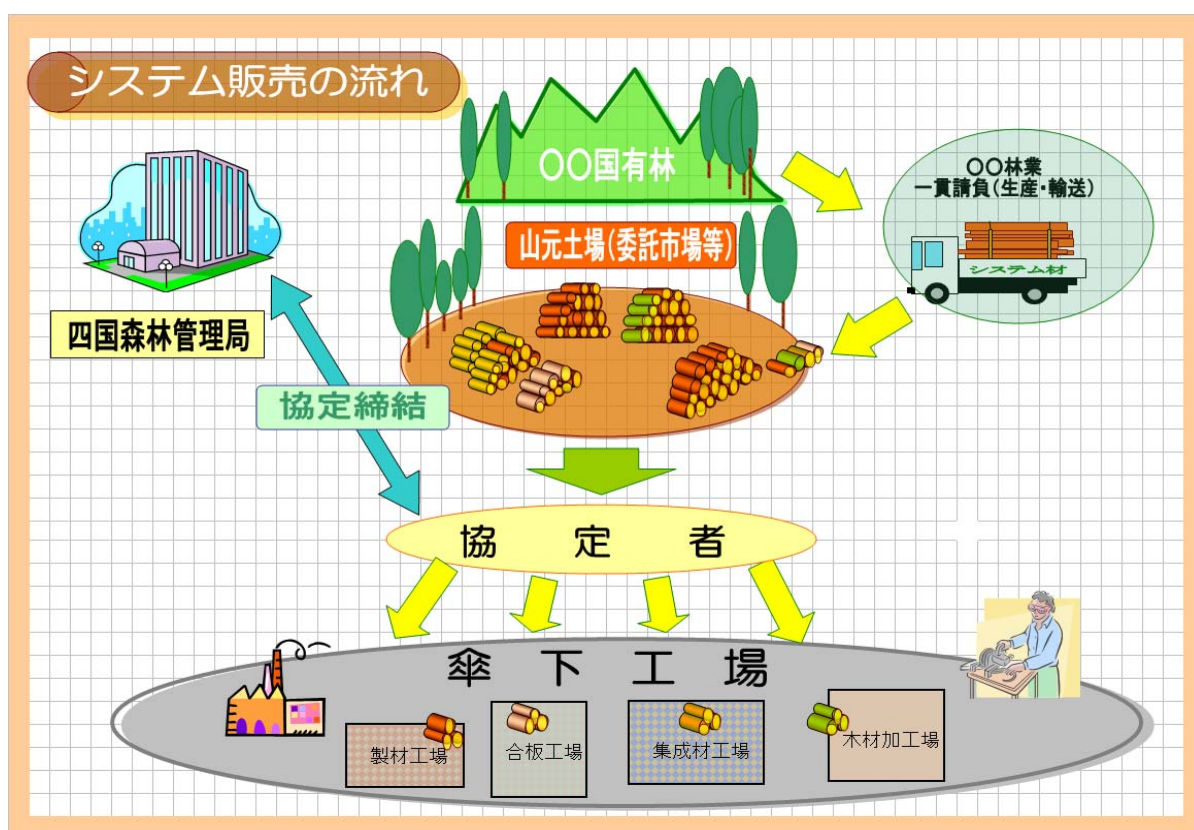 システム販売の流れ
〇〇国有林
〇〇林業
一貫請負(生産・輸送)
システム材
山元土場(委託市場等)
四国森林管理局
協定締結
協定者
傘下工場
製材工場
合板工場
集成材工場
木材加工場